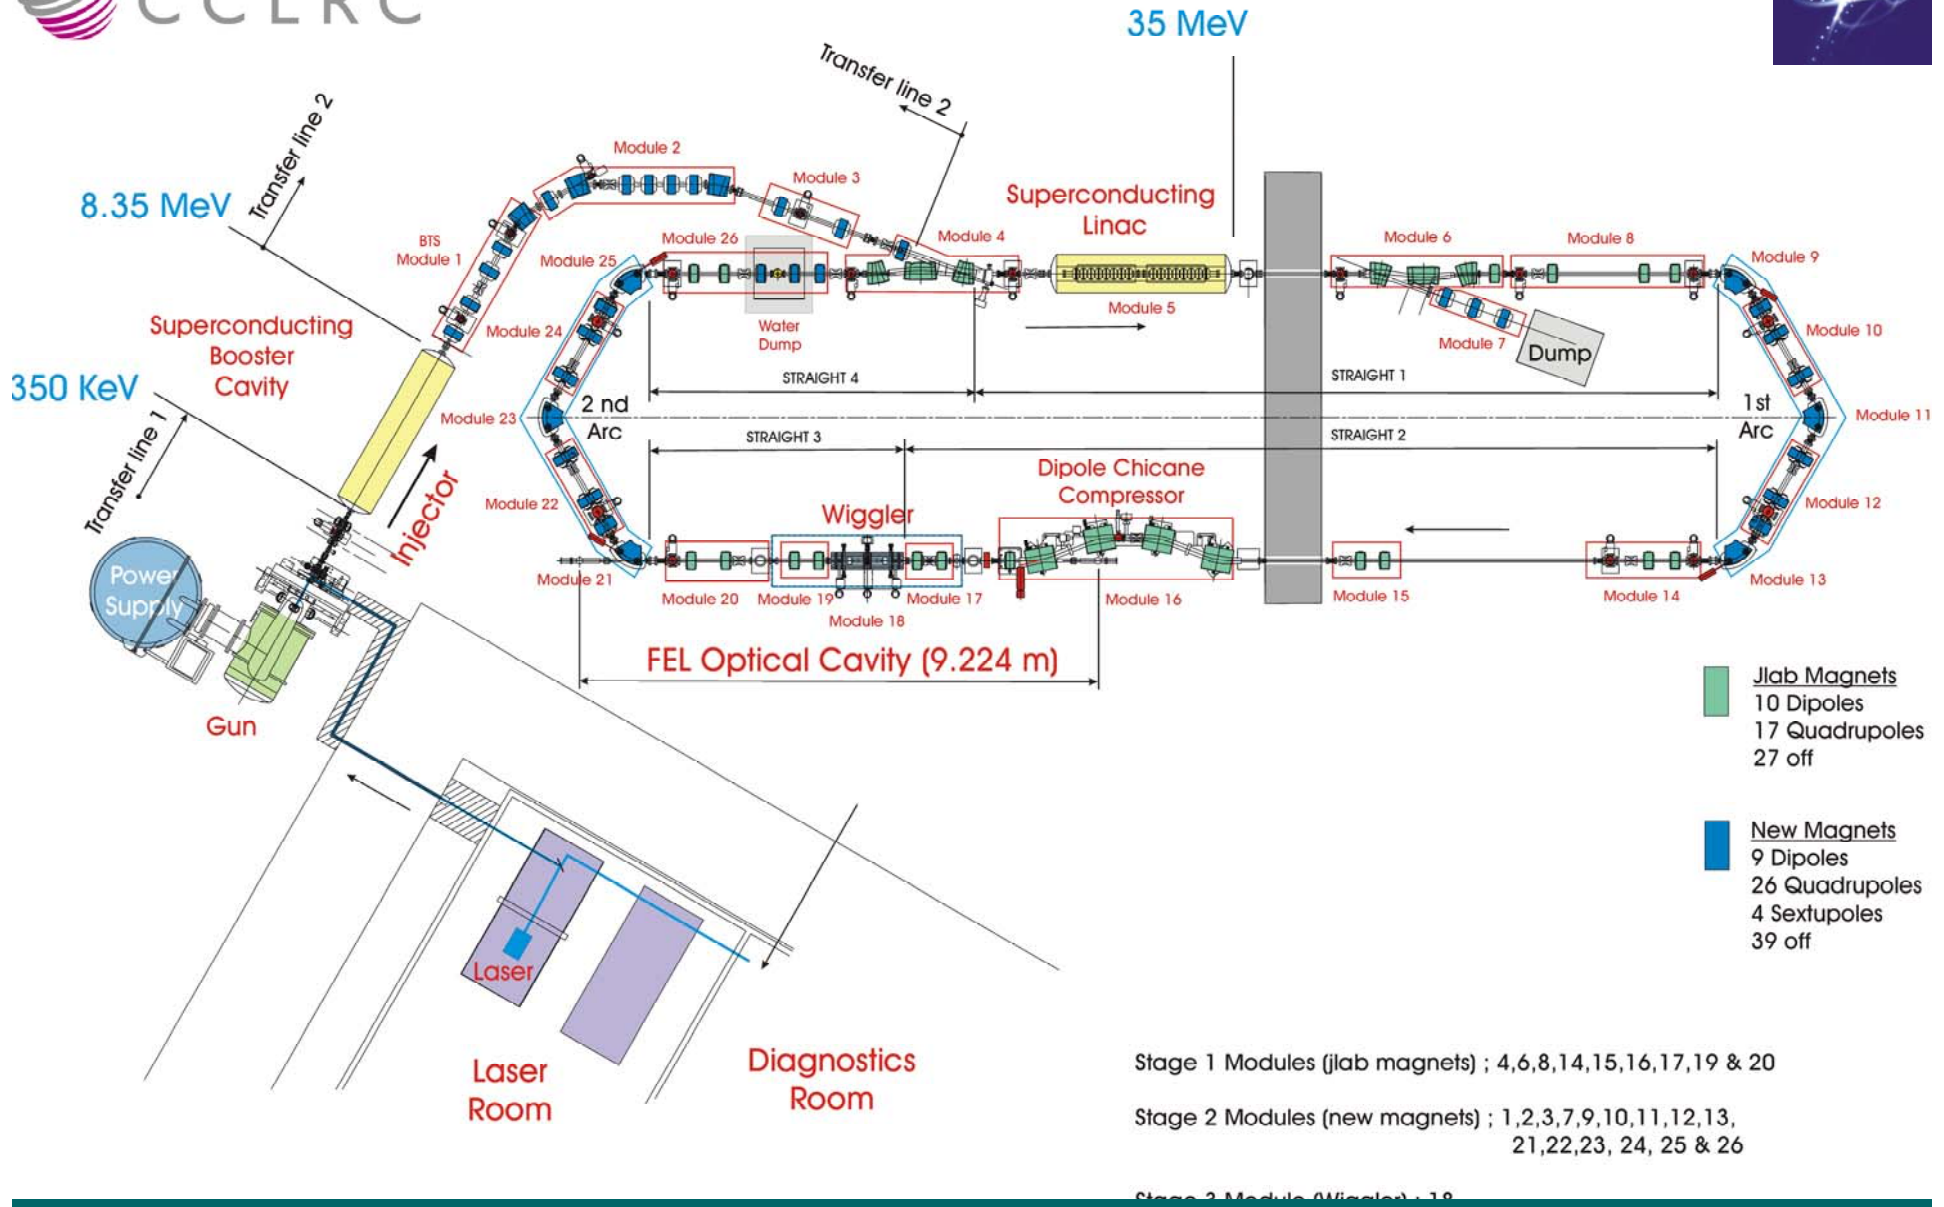 CCLRC
35 MeV
Transfer line 2
Transfer line 2
Module 2
Module 3
8.35 MeV
Superconducting
Linac
BTS
Module 1
Module 25
Module 26
Module 4
Module 6
Module 8
Module 9
Module 5
Water
Dump
Module 24
Module 7
Dump
Module 10
Superconducting
Booster
Cavity
350 KeV
Transfer line 1
STRAIGHT 4
STRAIGHT 1
Module 23
2 nd
Arc
1st
Arc
Module 11
STRAIGHT 3
STRAIGHT 2
Injector
Module 22
Wiggler
Dipole Chicane
Compressor
Module 12
Power
Supply
Module 21
Module 20
Module 19
Module 18
Module 17
Module 16
Module 15
Module 14
Module 13
FEL Optical Cavity (9.224 m)
Gun
Jlab Magnets
10 Dipoles
17 Quadrupoles
27 off
New Magnets
9 Dipoles
26 Quadrupoles
4 Sextupoles
39 off
Laser
Laser
Room
Diagnostics
Room
Stage 1 Modules (jlab magnets) ; 4,6,8,14,15,16,17,19 & 20
Stage 2 Modules (new magnets) ; 1,2,3,7,9,10,11,12,13,
21,22,23, 24, 25 & 26
Stage 3 Module (Wiggler) ; 18